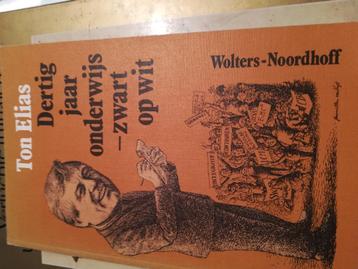 Ton Elias
Dertig
jaar
onderwijs
–zwart
op wit
Wolters-Noordhoff